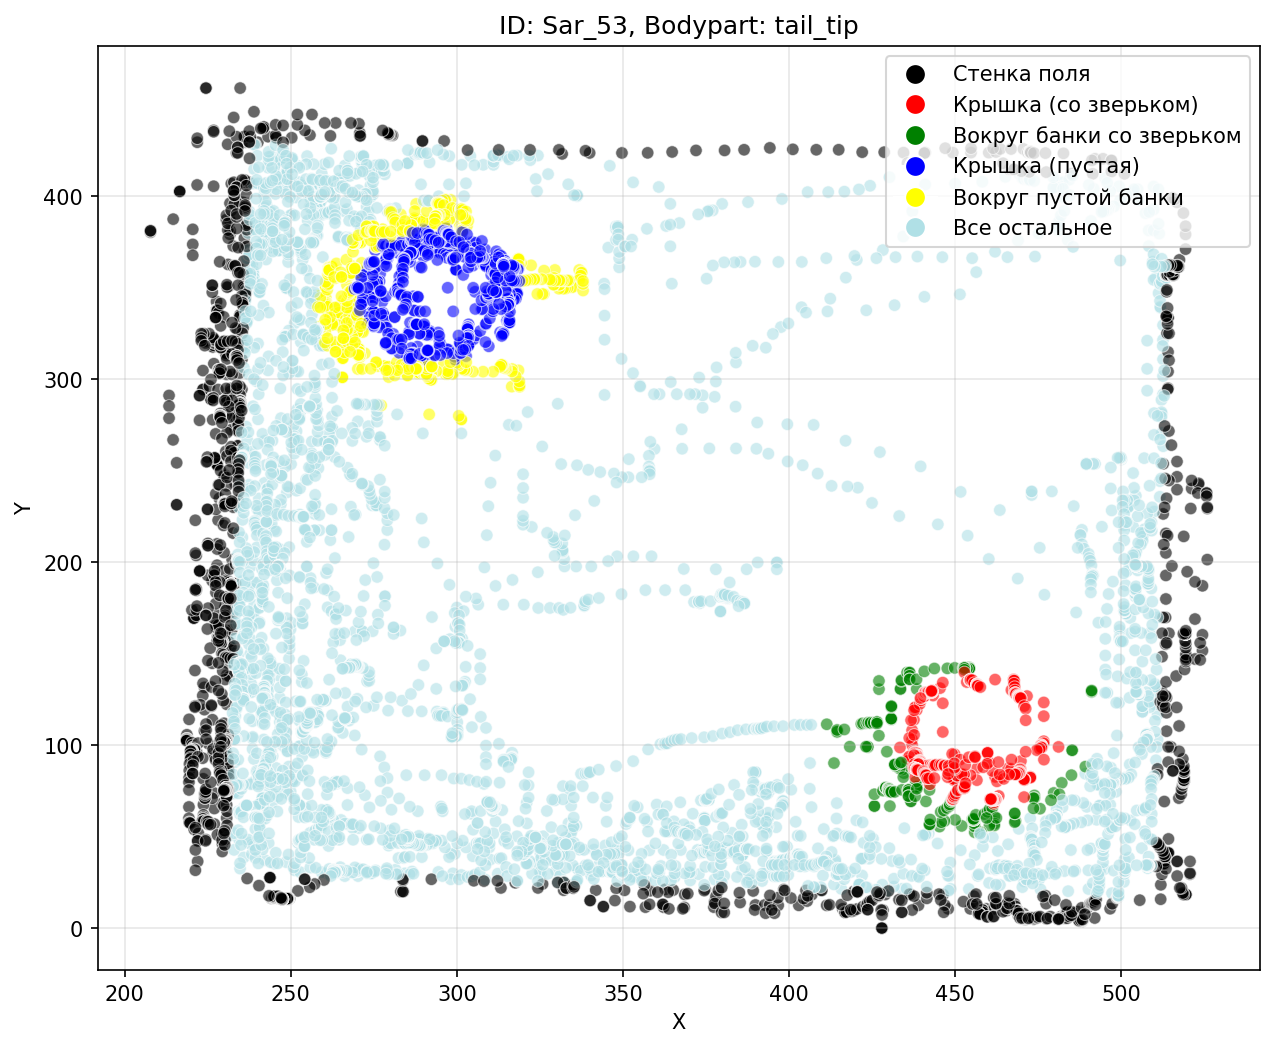 ID: Sar_53, Bodypart: tail_tip
Стенка поля
Крышка (со зверьком)
Вокруг банки со зверьком
Крышка (пустая)
Вокруг пустой банки
Все остальное
400
300
200
100
0
Y
200
250
300
350
400
450
500
X